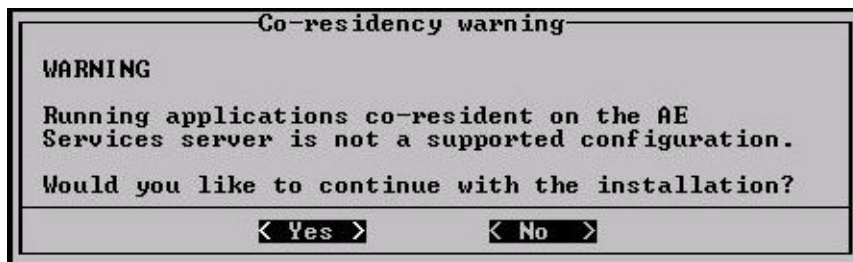 Co-residency warning
WARNING
Running applications co-resident on the AE
Services server is not a supported configuration.
Would you like to continue with the installation?
< Yes > < No >